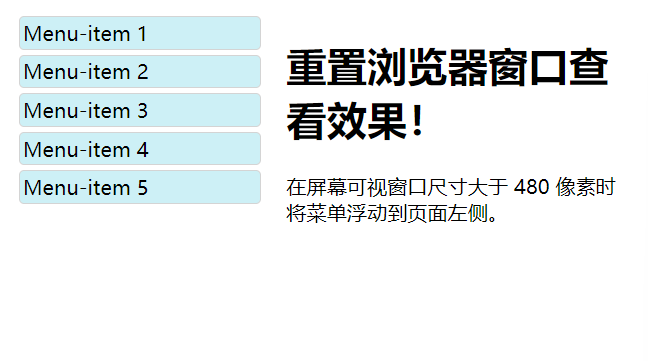 Menu-item 1
Menu-item 2
Menu-item 3
Menu-item 4
Menu-item 5
重置浏览器窗口查
看效果！
在屏幕可视窗口尺寸大于 480 像素时
将菜单浮动到页面左侧。